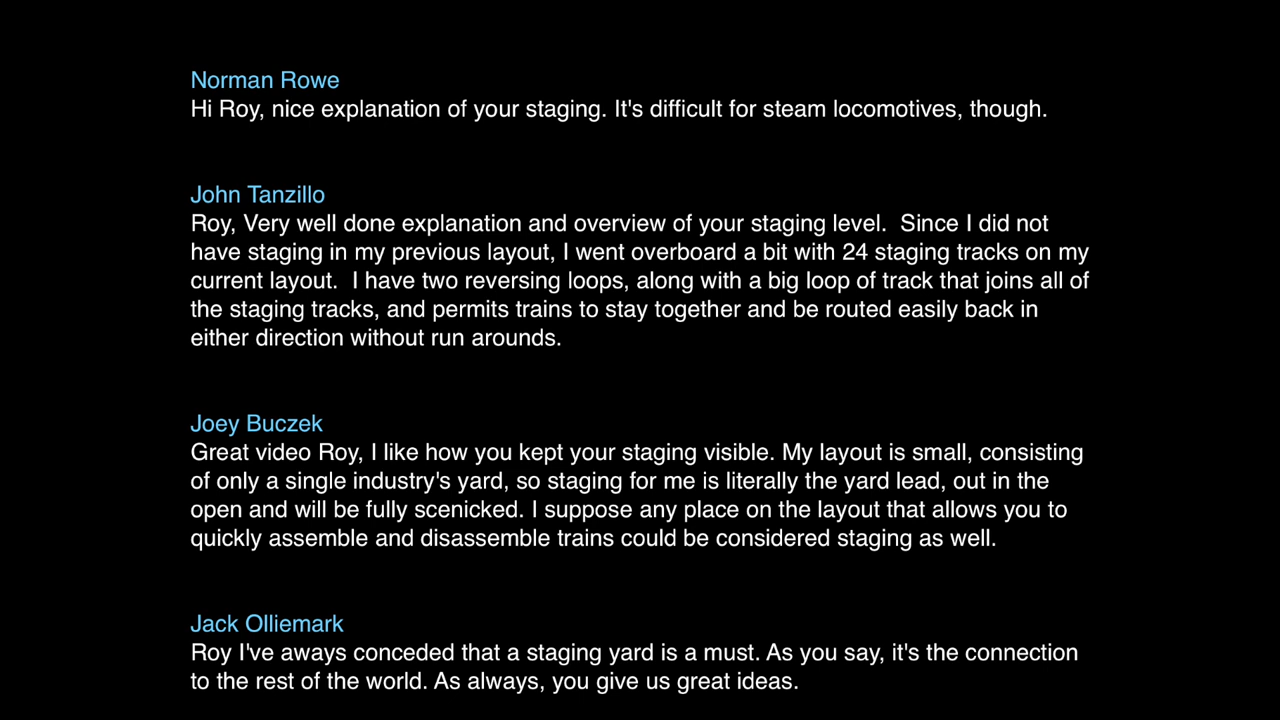 Norman Rowe
Hi Roy, nice explanation of your staging. It's difficult for steam locomotives, though.
John Tanzillo
Roy, Very well done explanation and overview of your staging level.  Since I did not
have staging in my previous layout, I went overboard a bit with 24 staging tracks on my
current layout.  I have two reversing loops, along with a big loop of track that joins all of
the staging tracks, and permits trains to stay together and be routed easily back in
either direction without run arounds.
Joey Buczek
Great video Roy, I like how you kept your staging visible. My layout is small, consisting
of only a single industry's yard, so staging for me is literally the yard lead, out in the
open and will be fully scenicked. I suppose any place on the layout that allows you to
quickly assemble and disassemble trains could be considered staging as well.
Jack Olliemark
Roy I've aways conceded that a staging yard is a must. As you say, it's the connection
to the rest of the world. As always, you give us great ideas.